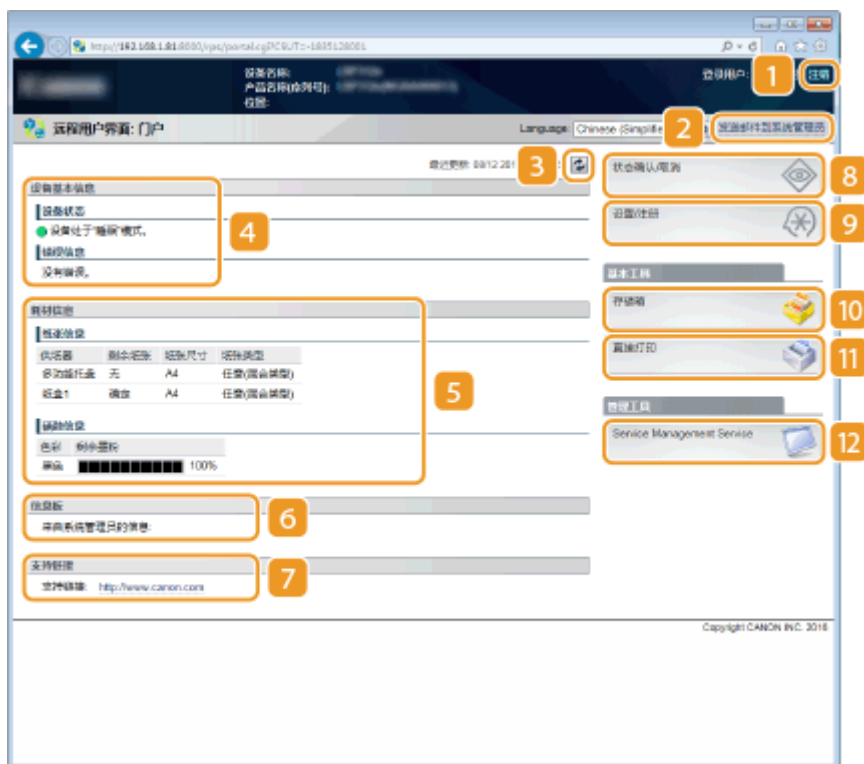 http://192.168.1.81:8000/rps/portal.cgi?CSUT=-1835128001
设备名称:
产品名称(序列号):
位置:
登录用户:
1
注销
远程用户界面: 门户
Language:
Chinese (Simplifie
2
发送邮件到系统管理员
最近更新: 08/12 201
3
设备基本信息
设备状态
设备处于"睡眠"模式。
错误信息
没有错误。
4
耗材信息
纸张信息
供纸器 剩余纸张 纸张尺寸 纸张类型
多功能托盘 无 A4 任意(混合类型)
纸盒1 确定 A4 任意(混合类型)
墨粉信息
色彩 剩余墨粉
黑色 100%
5
信息板
来自系统管理员的信息:
6
支持链接
支持链接: http://www.canon.com
7
状态确认/取消
8
设置/注册
9
基本工具
存储箱
10
直接打印
11
管理工具
Service Management Service
12
Copyright CANON INC. 2016